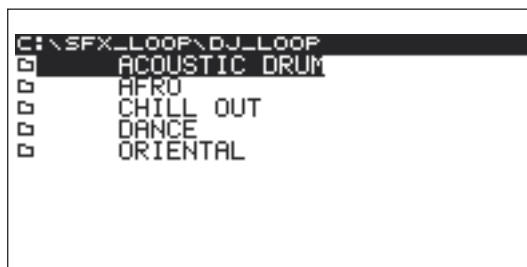 C:\SFX_LOOP\DJ_LOOP
ACOUSTIC DRUM
AFRO
CHILL OUT
DANCE
ORIENTAL